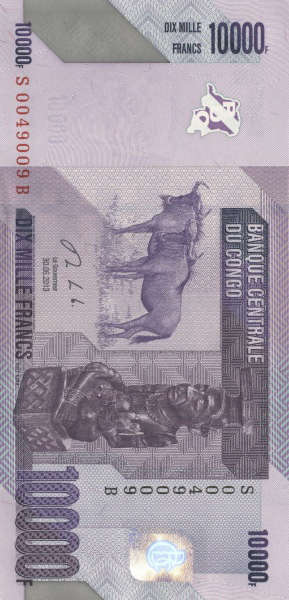 10000F
S 0049009 B
DIX MILLE
FRANCS
10000F
BANQUE CENTRALE
DU CONGO
Le Gouverneur
30.06.2013
DIX MILLE FRANCS
S 0049009 B
10000
10000F